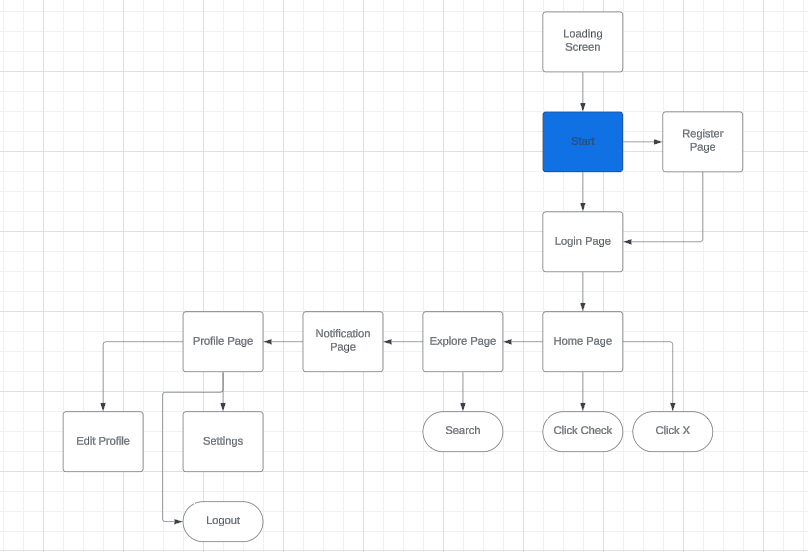 Loading
Screen
Start
Register
Page
Login Page
Profile Page
Notification
Page
Explore Page
Home Page
Edit Profile
Settings
Search
Click Check
Click X
Logout